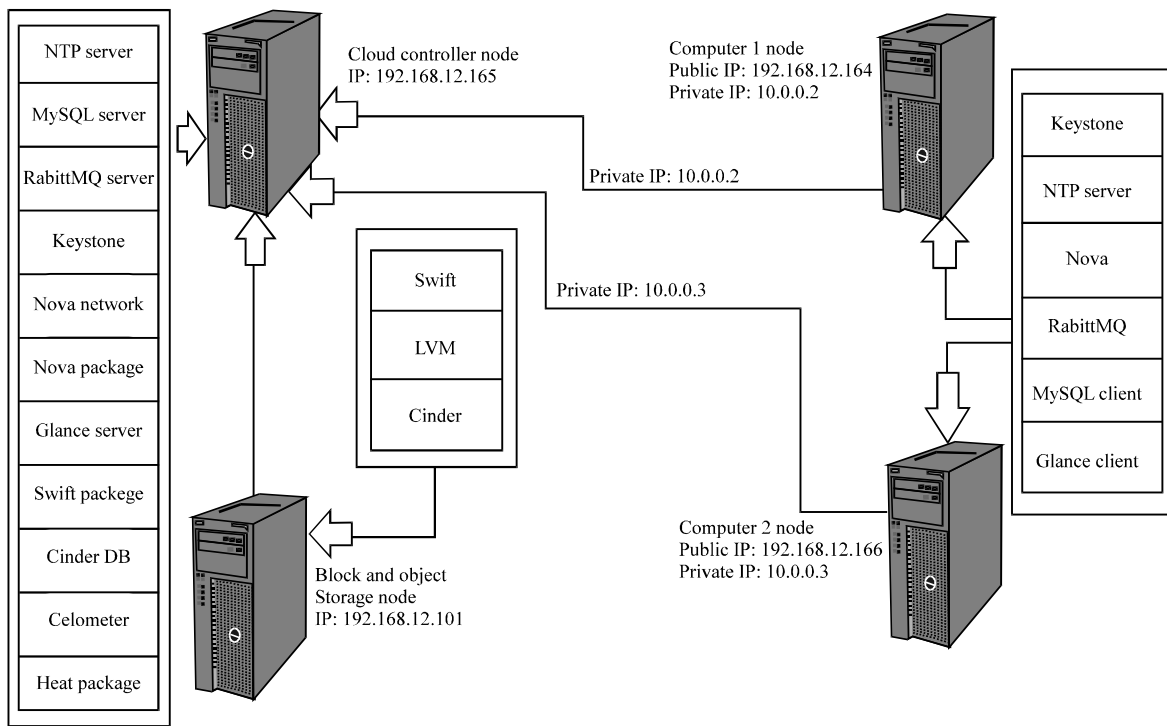 NTP server
MySQL server
RabittMQ server
Keystone
Nova network
Nova package
Glance server
Swift packege
Cinder DB
Celometer
Heat package
Cloud controller node
IP: 192.168.12.165
Computer 1 node
Public IP: 192.168.12.164
Private IP: 10.0.0.2
Private IP: 10.0.0.2
Private IP: 10.0.0.3
Swift
LVM
Cinder
Block and object
Storage node
IP: 192.168.12.101
Computer 2 node
Public IP: 192.168.12.166
Private IP: 10.0.0.3
Keystone
NTP server
Nova
RabittMQ
MySQL client
Glance client